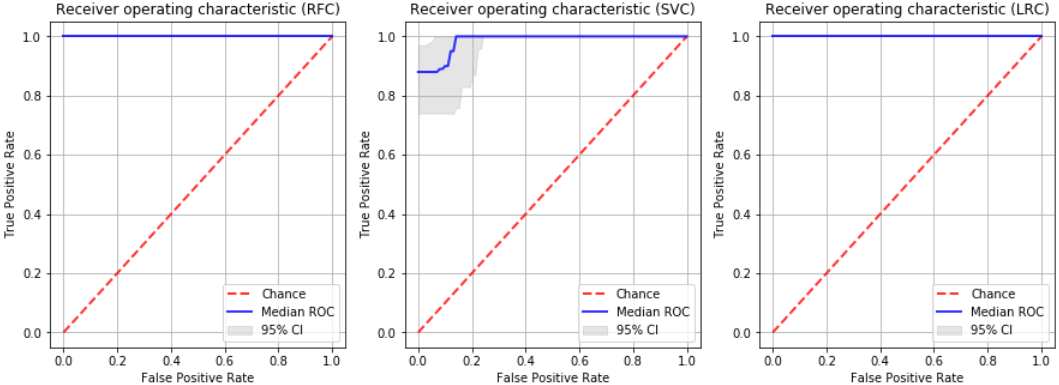 Receiver operating characteristic (RFC)
True Positive Rate
1.0
0.8
0.6
0.4
0.2
0.0
0.0 0.2 0.4 0.6 0.8 1.0
False Positive Rate
Chance
Median ROC
95% CI
Receiver operating characteristic (SVC)
True Positive Rate
1.0
0.8
0.6
0.4
0.2
0.0
0.0 0.2 0.4 0.6 0.8 1.0
False Positive Rate
Chance
Median ROC
95% CI
Receiver operating characteristic (LRC)
True Positive Rate
1.0
0.8
0.6
0.4
0.2
0.0
0.0 0.2 0.4 0.6 0.8 1.0
False Positive Rate
Chance
Median ROC
95% CI